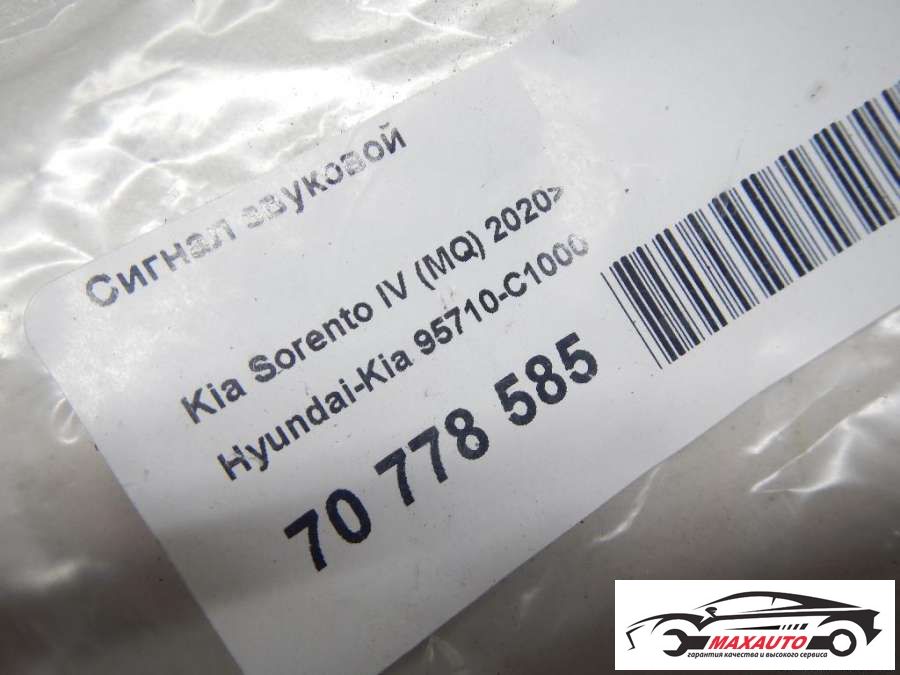 Сигнал звуковой
Kia Sorento IV (MQ) 2020>
Hyundai-Kia 95710-C1000
70 778 585
MAXAUTO
гарантия качества и высокого сервиса